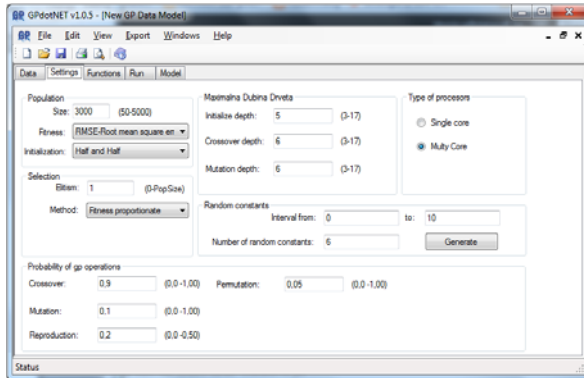 GPdotNET v1.0.5 - [New GP Data Model]
File Edit View Export Windows Help
Data Settings Functions Run Model
Population
Size: 3000 (50-5000)
Fitness: RMSE-Root mean square err
Initialization: Half and Half
Selection
Elitism: 1 (0-PopSize)
Method: Fitness proportionate
Maximalna Dubina Drveta
Initialize depth: 5 (3-17)
Crossover depth: 6 (3-17)
Mutation depth: 6 (3-17)
Type of procesors
Single core
Multy Core
Random constants
Interval from: 0 to: 10
Number of random constants: 6 Generate
Probability of gp operations
Crossover: 0,9 (0,0 -1,00) Permutation: 0,05 (0,0 -1,00)
Mutation: 0,1 (0,0 -1,00)
Reproduction: 0,2 (0,0 -0,50)
Status